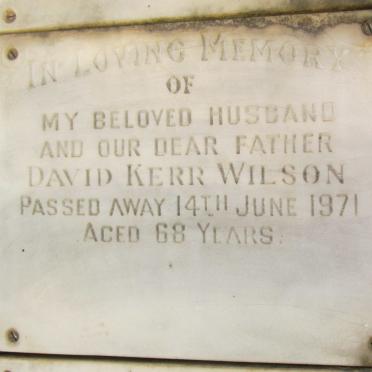 In Loving Memory
OF
MY BELOVED HUSBAND
AND OUR DEAR FATHER
DAVID KERR WILSON
PASSED AWAY 14TH JUNE 1971
AGED 68 YEARS.